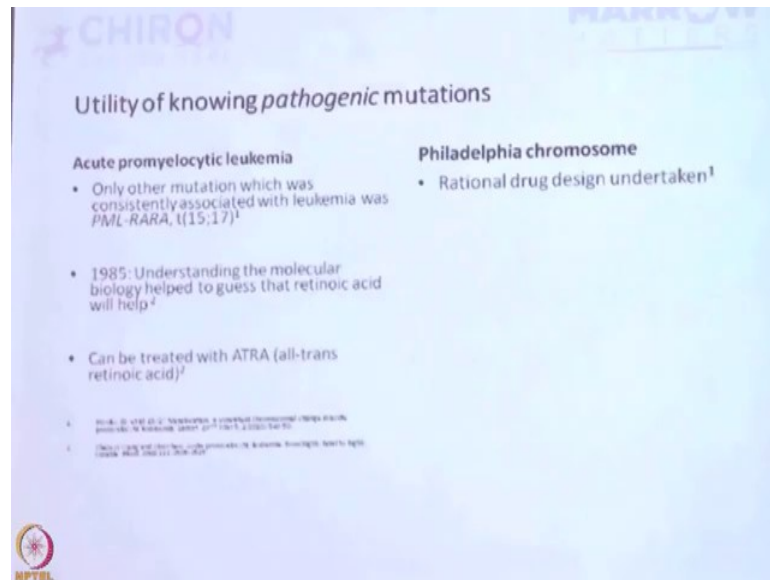 CHIRON
MARROW
Utility of knowing pathogenic mutations
Acute promyelocytic leukemia
• Only other mutation which was
consistently associated with leukemia was
PML-RARA, t(15;17)1
• 1985: Understanding the molecular
biology helped to guess that retinoic acid
will help2
• Can be treated with ATRA (all-trans
retinoic acid)2
Philadelphia chromosome
• Rational drug design undertaken1
NPTEL